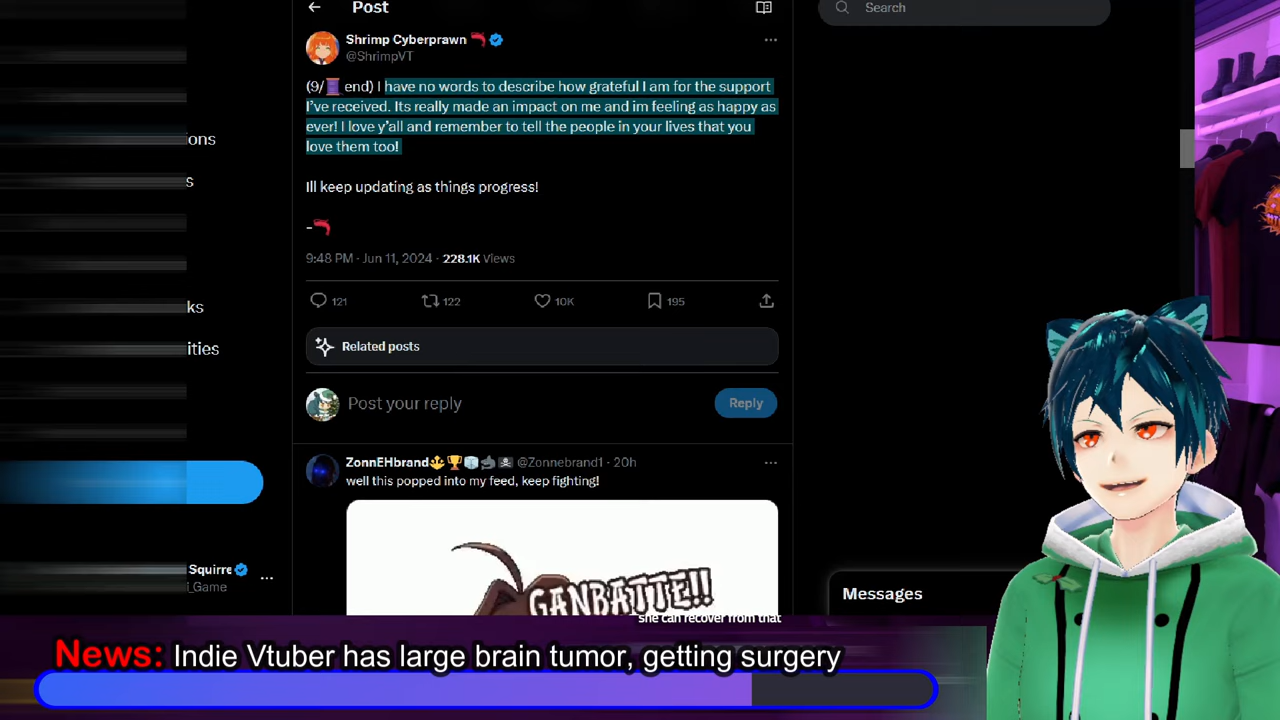 Post
Search
Shrimp Cyberprawn
@ShrimpVT
(9/ end) I have no words to describe how grateful I am for the support
I've received. Its really made an impact on me and im feeling as happy as
ever! I love y'all and remember to tell the people in your lives that you
love them too!
Ill keep updating as things progress!
-
9:48 PM · Jun 11, 2024 · 228.1K Views
121
122
10K
195
Related posts
Post your reply
Reply
ZonnEHbrand @Zonnebrand1 · 20h
well this popped into my feed, keep fighting!
GANBATTE!!
ons
s
ks
ities
Squirre
i_Game
Messages
she can recover from that
News: Indie Vtuber has large brain tumor, getting surgery